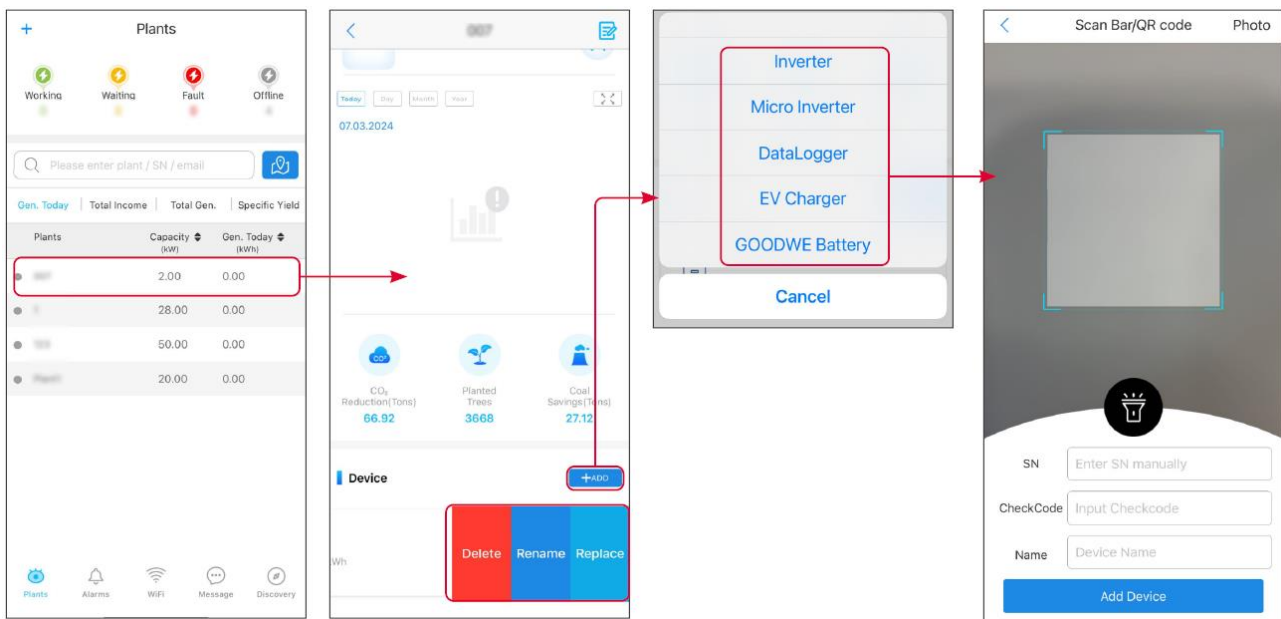 +
Plants
Working Waiting Fault Offline
Please enter plant / SN / email
Gen. Today Total Income Total Gen. Specific Yield
Plants Capacity Gen. Today
(kW) (kWh)
2.00 0.00
28.00 0.00
50.00 0.00
20.00 0.00
Plants Alarms WiFi Message Discovery
007
Today Day Month Year
07.03.2024
CO₂
Reduction(Tons)
66.92
Planted
Trees
3668
Coal
Savings(Tons)
27.12
Device
+ADD
Wh
Delete Rename Replace
Inverter
Micro Inverter
DataLogger
EV Charger
GOODWE Battery
Cancel
Scan Bar/QR code Photo
SN Enter SN manually
CheckCode Input Checkcode
Name Device Name
Add Device